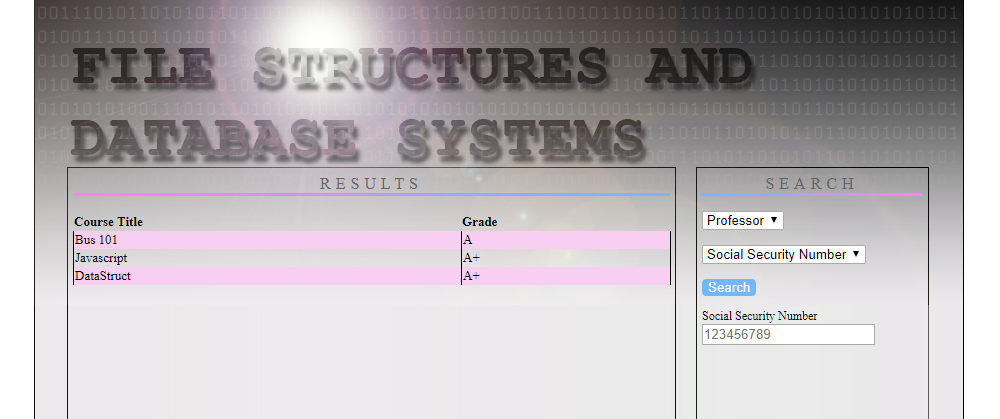 FILE STRUCTURES AND
DATABASE SYSTEMS
RESULTS
Course Title Grade
Bus 101 A
Javascript A+
DataStruct A+
SEARCH
Professor
Social Security Number
Search
Social Security Number
123456789